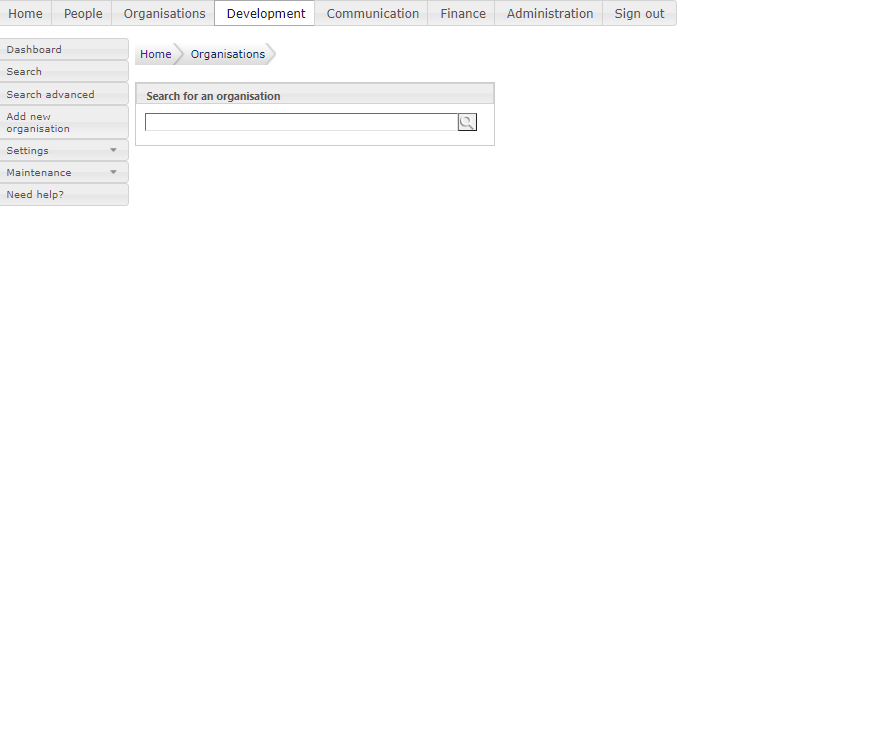 Home People Organisations Development Communication Finance Administration Sign out
Dashboard
Search
Search advanced
Add new
organisation
Settings
Maintenance
Need help?
Home Organisations
Search for an organisation